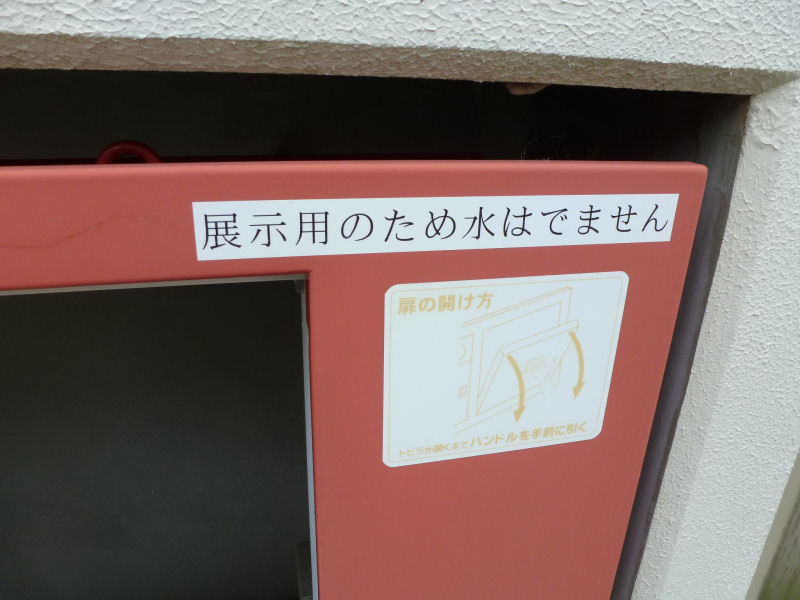 展示用のため水はでません
扉の開け方
トビラが開くまでハンドルを手前に引く